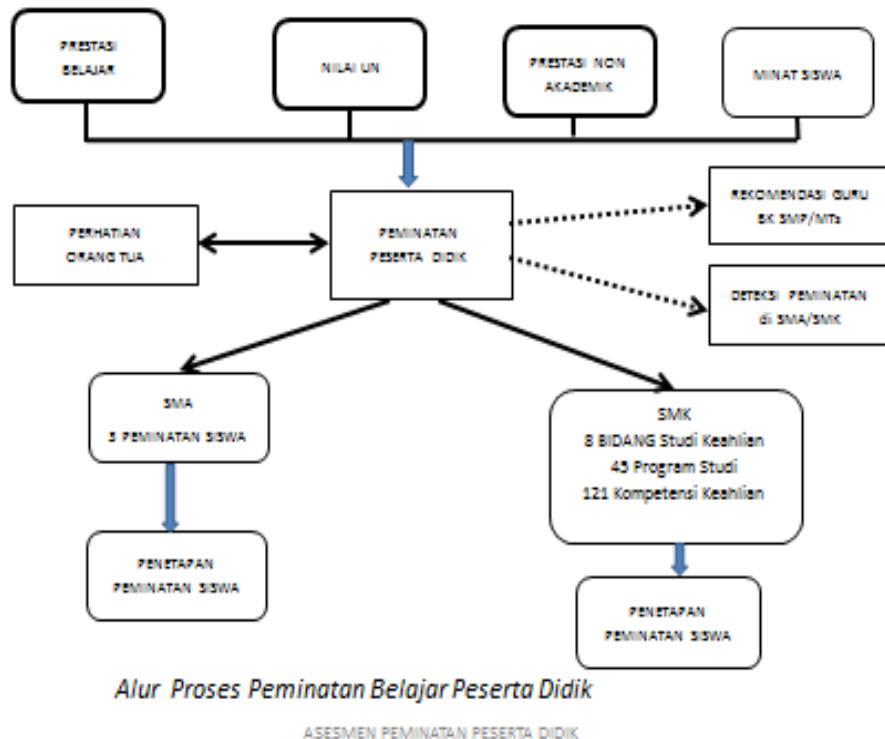 PRESTASI
BELAJAR
NILAI UN
PRESTASI NON
AKADEMIK
MINAT SISWA
PERHATIAN
ORANG TUA
PEMINATAN
PESERTA DIDIK
REKOMENDASI GURU
BK SMP/MTs
DETEKSI PEMINATAN
di SMA/SMK
SMA
3 PEMINATAN SISWA
SMK
8 BIDANG Studi Keahlian
43 Program Studi
121 Kompetensi Keahlian
PENETAPAN
PEMINATAN SISWA
PENETAPAN
PEMINATAN SISWA
Alur Proses Peminatan Belajar Peserta Didik
ASESMEN PEMINATAN PESERTA DIDIK